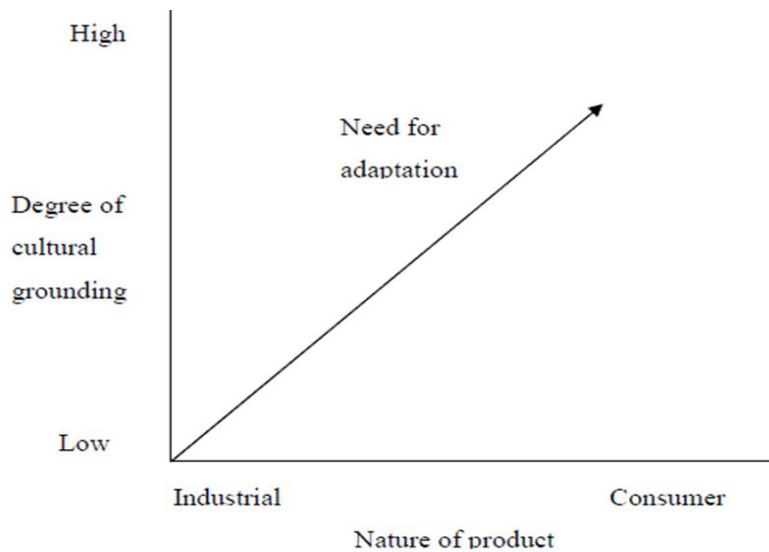 High
Need for
adaptation
Degree of
cultural
grounding
Low
Industrial
Consumer
Nature of product